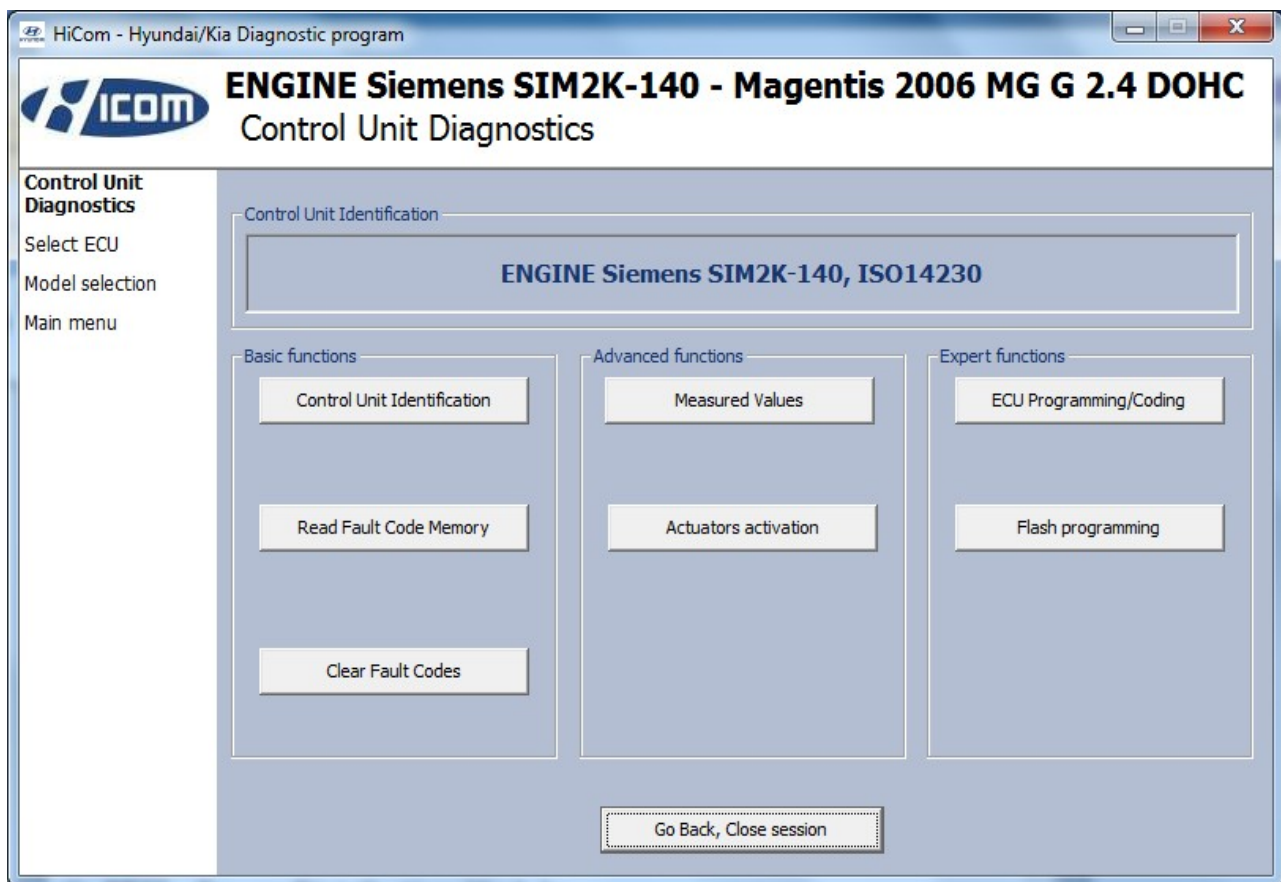 HiCom - Hyundai/Kia Diagnostic program
HICOM
ENGINE Siemens SIM2K-140 - Magentis 2006 MG G 2.4 DOHC
Control Unit Diagnostics
Control Unit
Diagnostics
Select ECU
Model selection
Main menu
Control Unit Identification
ENGINE Siemens SIM2K-140, ISO14230
Basic functions
Control Unit Identification
Read Fault Code Memory
Clear Fault Codes
Advanced functions
Measured Values
Actuators activation
Expert functions
ECU Programming/Coding
Flash programming
Go Back, Close session